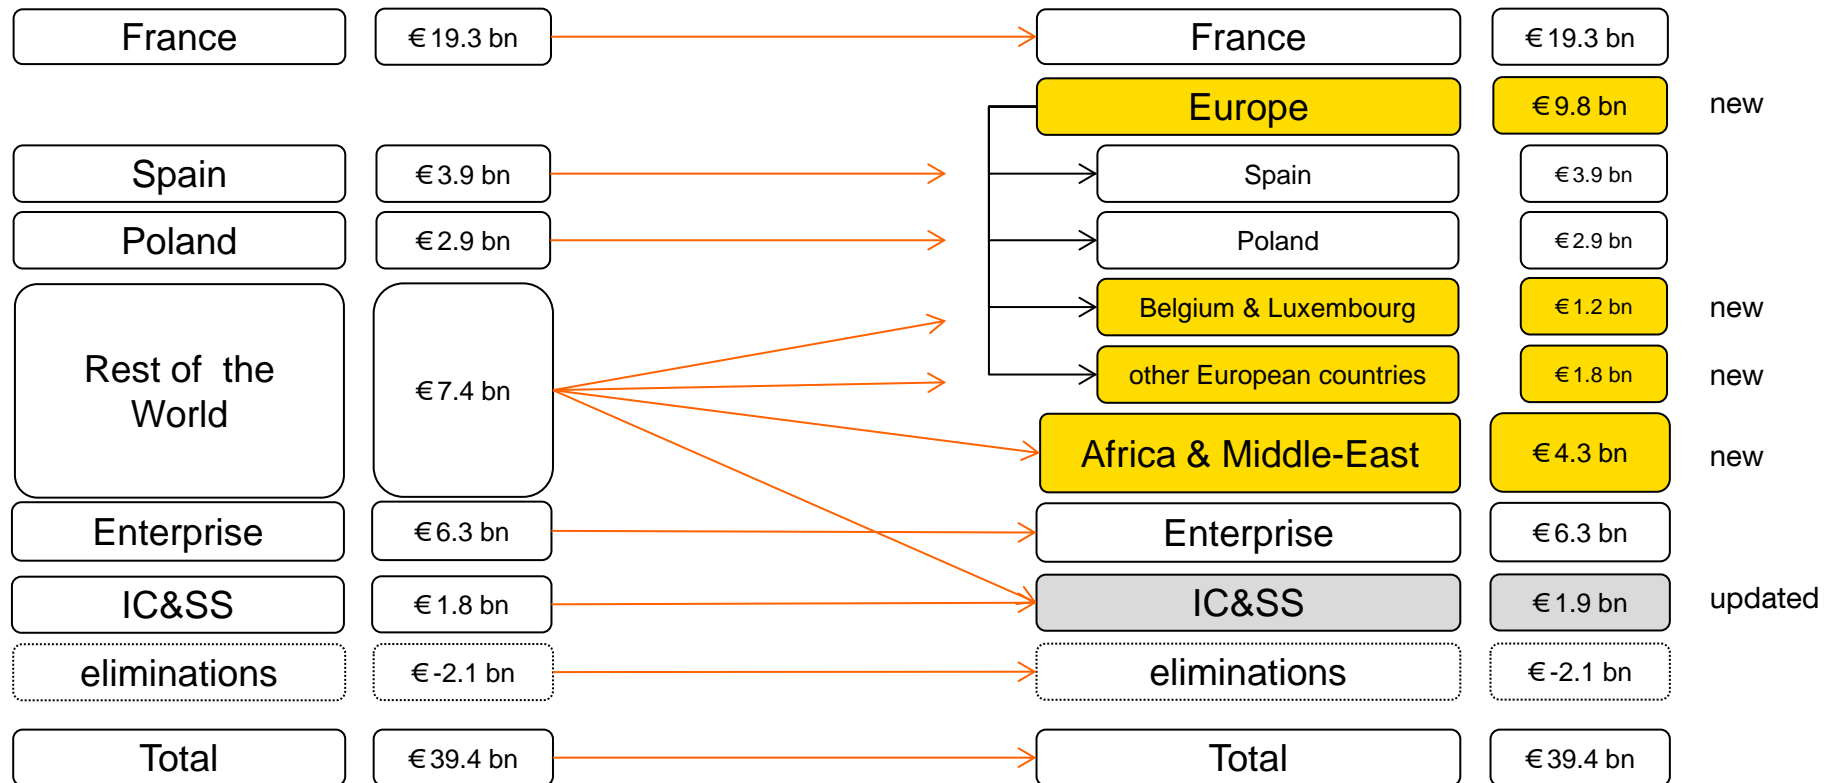 France € 19.3 bn France € 19.3 bn
Europe € 9.8 bn new
Spain € 3.9 bn Spain € 3.9 bn
Poland € 2.9 bn Poland € 2.9 bn
Belgium & Luxembourg € 1.2 bn new
Rest of the
World
€ 7.4 bn
other European countries € 1.8 bn new
Africa & Middle-East € 4.3 bn new
Enterprise € 6.3 bn Enterprise € 6.3 bn
IC&SS € 1.8 bn IC&SS € 1.9 bn updated
eliminations € -2.1 bn eliminations € -2.1 bn
Total € 39.4 bn Total € 39.4 bn